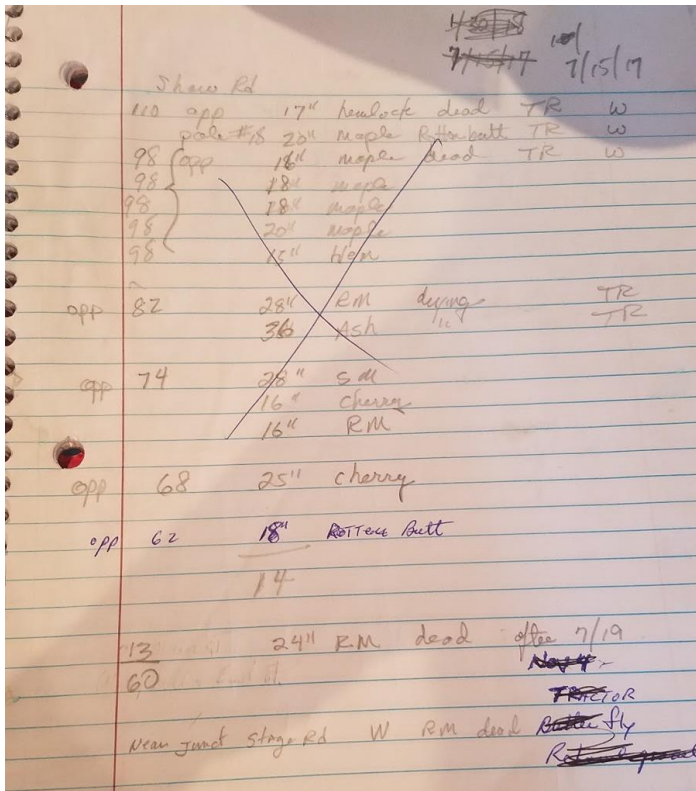 7/15/17
Shaw Rd
110 opp 17" hemlock dead TR W
pole #18 20" maple Rotten butt TR W
98 opp 18" maple dead TR W
98 18" maple
98 18" maple
98 20" maple
98 15" Hem
opp 82 28" RM dying TR
36 Ash " TR
opp 74 28" SM
16" cherry
16" RM
opp 68 25" cherry
opp 62 18" Butt
14
13 24" RM dead after 7/19
60 Nov 4
TRACTOR
Near Junct Stage Rd W RM dead Butterfly